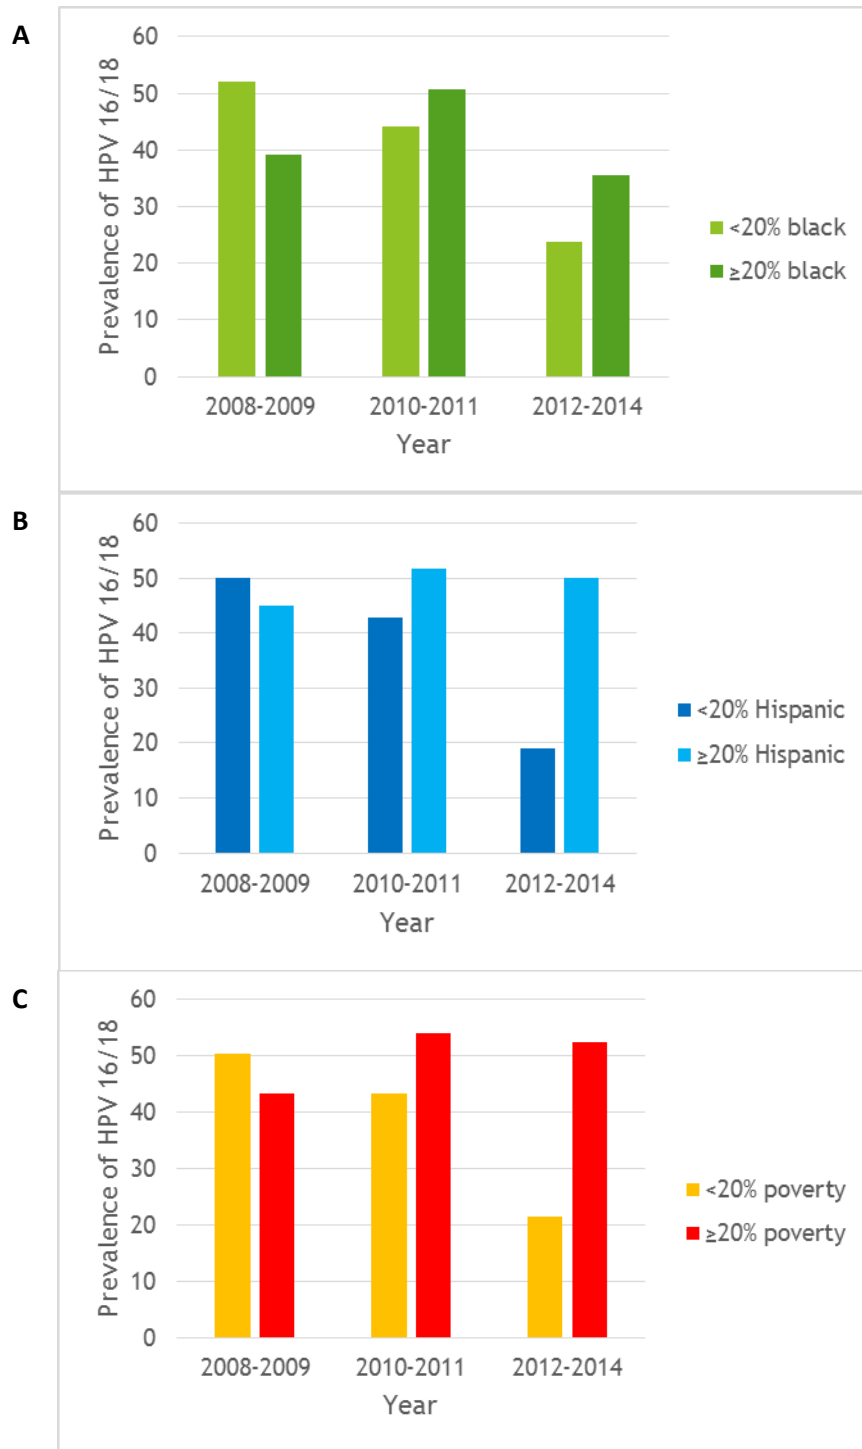 A
Prevalence of HPV 16/18
60
50
40
30
20
10
0
2008-2009 2010-2011 2012-2014
Year
<20% black
≥20% black
B
Prevalence of HPV 16/18
60
50
40
30
20
10
0
2008-2009 2010-2011 2012-2014
Year
<20% Hispanic
≥20% Hispanic
C
Prevalence of HPV 16/18
60
50
40
30
20
10
0
2008-2009 2010-2011 2012-2014
Year
<20% poverty
≥20% poverty